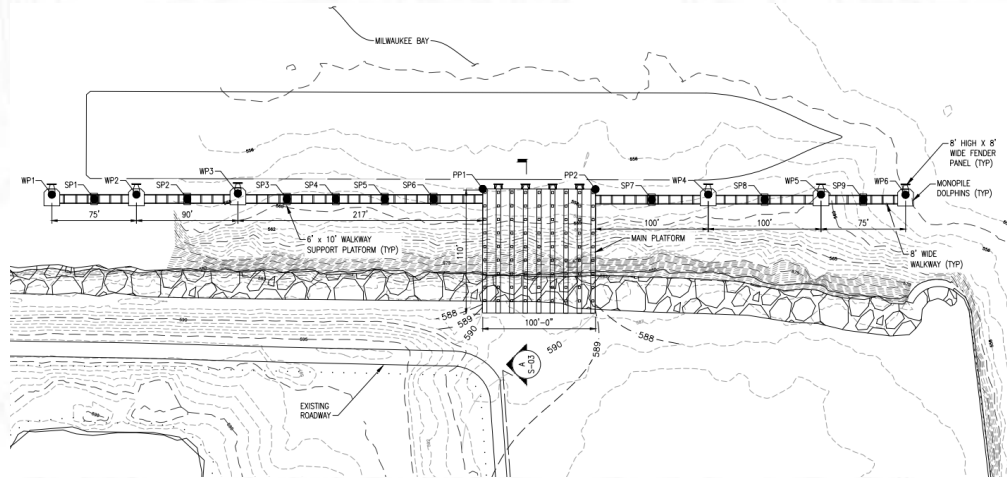 MILWAUKEE BAY
8' HIGH X 8'
WIDE FENDER
PANEL (TYP)
WP1
SP1
WP2
SP2
WP3
SP3
SP4
SP5
SP6
PP1
PP2
SP7
WP4
SP8
WP5
SP9
WP6
MONOPILE
DOLPHINS (TYP)
75'
90'
217'
100'
100'
75'
6' x 10' WALKWAY
SUPPORT PLATFORM (TYP)
110'
MAIN PLATFORM
8' WIDE
WALKWAY (TYP)
588
589
590
100'-0"
590
589
588
A
S-03
EXISTING
ROADWAY